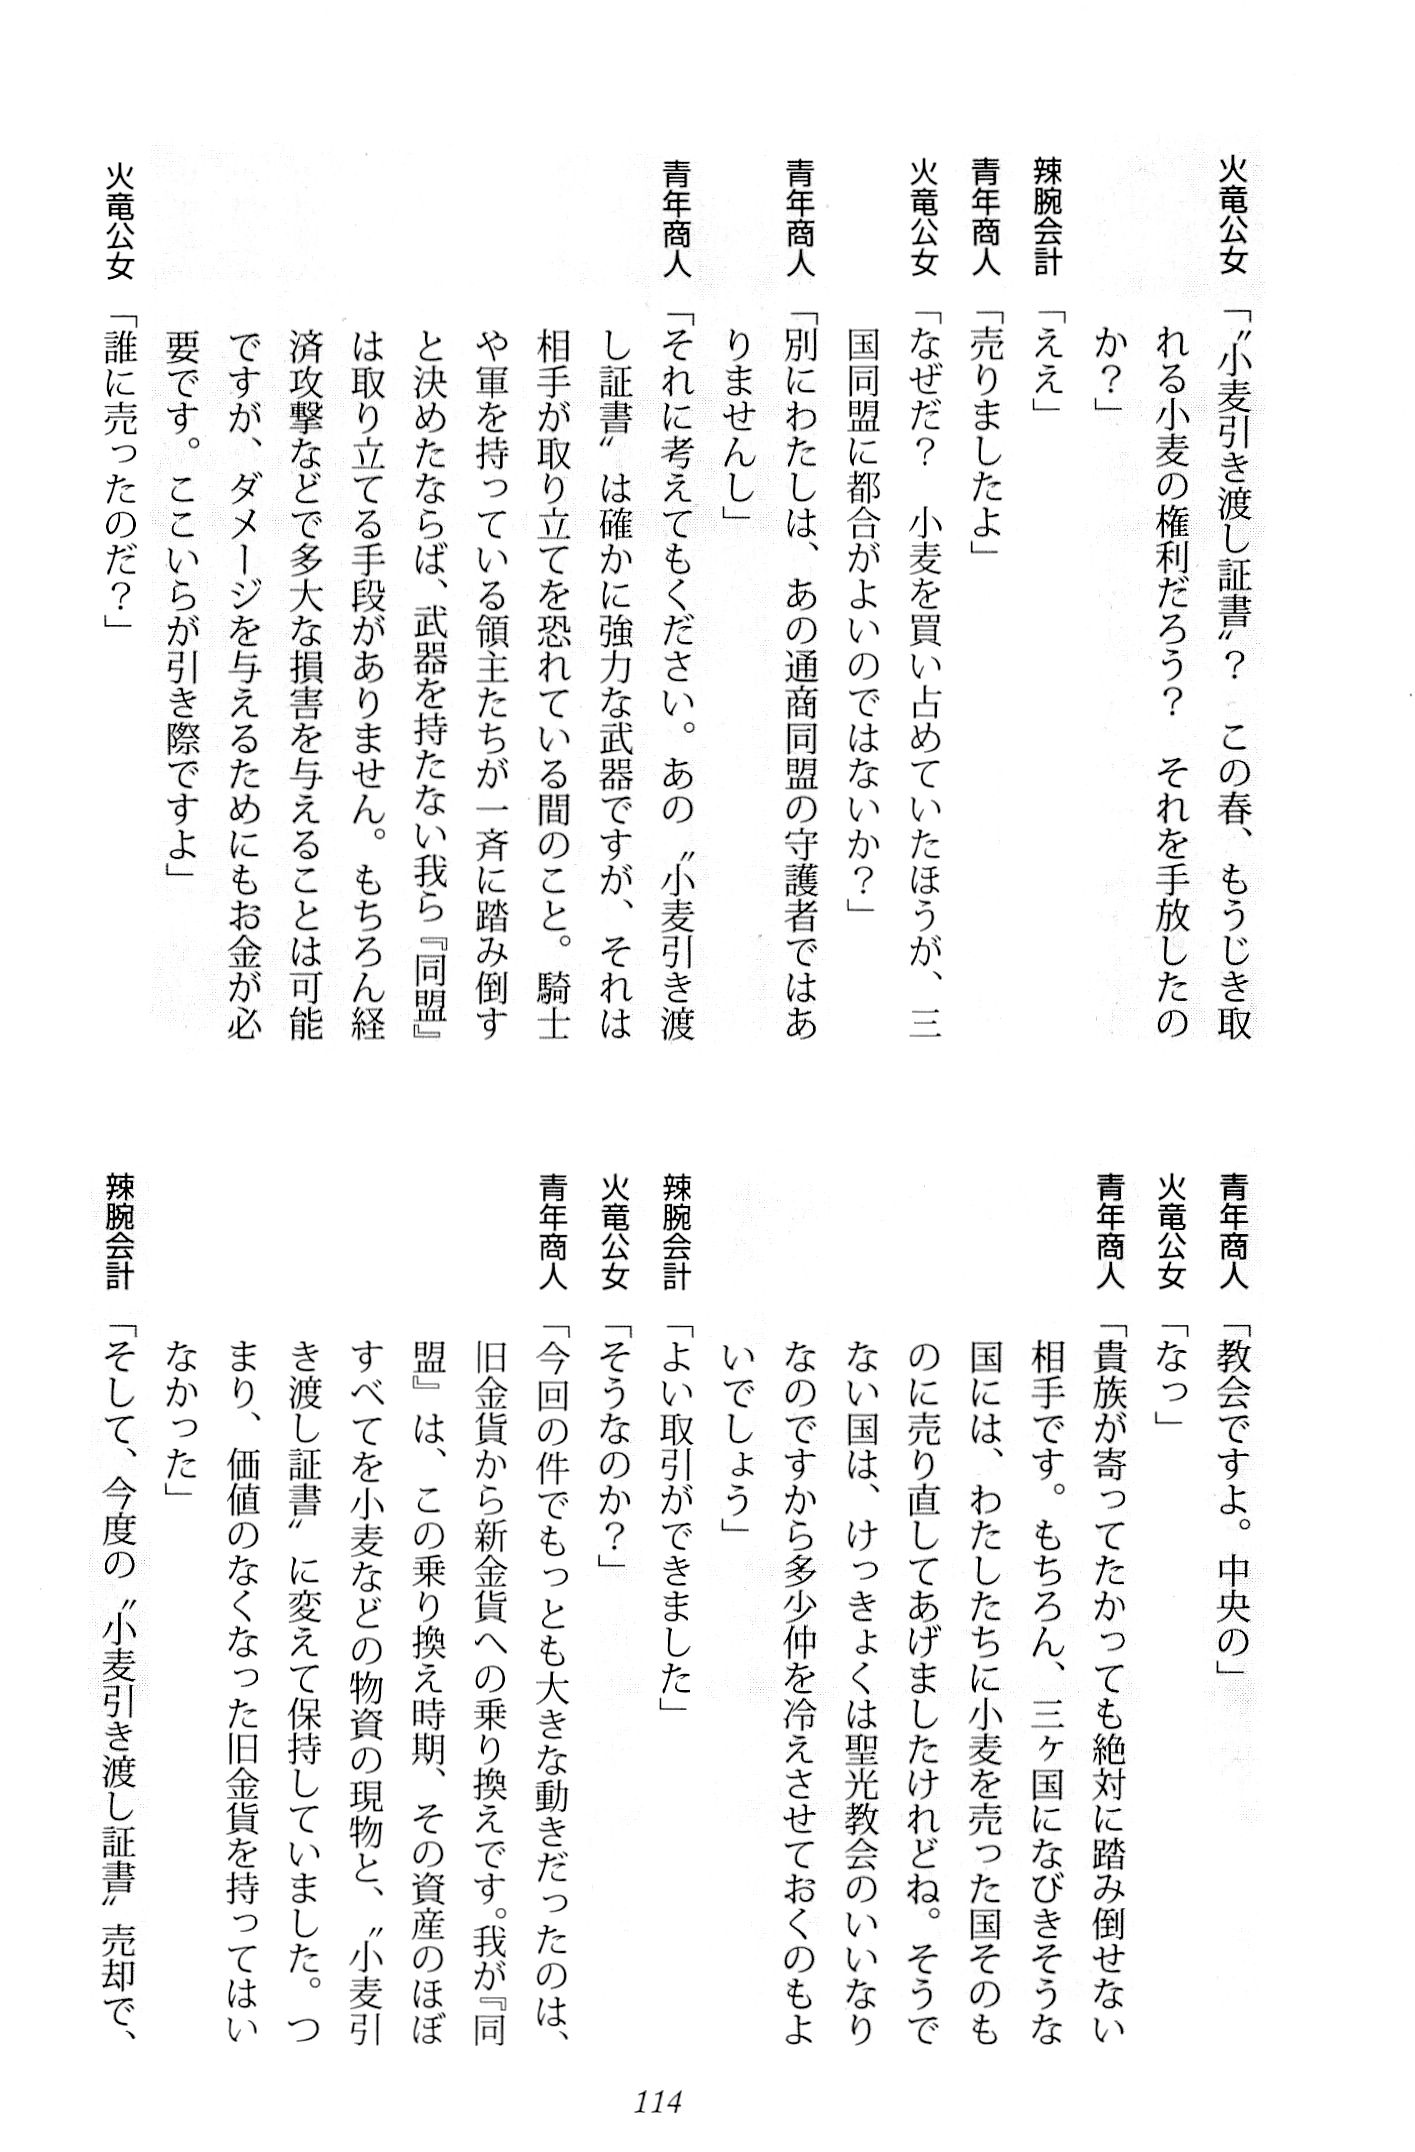 火竜公女「〝小麦引き渡し証書〟？　この春、もうじき取
れる小麦の権利だろう？　それを手放したの
か？」
辣腕会計「ええ」
青年商人「売りましたよ」
火竜公女「なぜだ？　小麦を買い占めていたほうが、三
国同盟に都合がよいのではないか？」
青年商人「別にわたしは、あの通商同盟の守護者ではあ
りませんし」
青年商人「それに考えてもください。あの〝小麦引き渡
し証書〟は確かに強力な武器ですが、それは
相手が取り立てを恐れている間のこと。騎士
や軍を持っている領主たちが一斉に踏み倒す
と決めたならば、武器を持たない我ら『同盟』
は取り立てる手段がありません。もちろん経
済攻撃などで多大な損害を与えることは可能
ですが、ダメージを与えるためにもお金が必
要です。ここいらが引き際ですよ」
火竜公女「誰に売ったのだ？」
青年商人「教会ですよ。中央の」
火竜公女「なっ」
青年商人「貴族が寄ってたかっても絶対に踏み倒せない
相手です。もちろん、三ヶ国になびきそうな
国には、わたしたちに小麦を売った国そのも
のに売り直してあげましたけれどね。そうで
ない国は、けっきょくは聖光教会のいいなり
なのですから多少仲を冷えさせておくのもよ
いでしょう」
辣腕会計「よい取引ができました」
火竜公女「そうなのか？」
青年商人「今回の件でもっとも大きな動きだったのは、
旧金貨から新金貨への乗り換えです。我が『同
盟』は、この乗り換え時期、その資産のほぼ
すべてを小麦などの物資の現物と、〝小麦引
き渡し証書〟に変えて保持していました。つ
まり、価値のなくなった旧金貨を持ってはい
なかった」
辣腕会計「そして、今度の〝小麦引き渡し証書〟売却で、
114